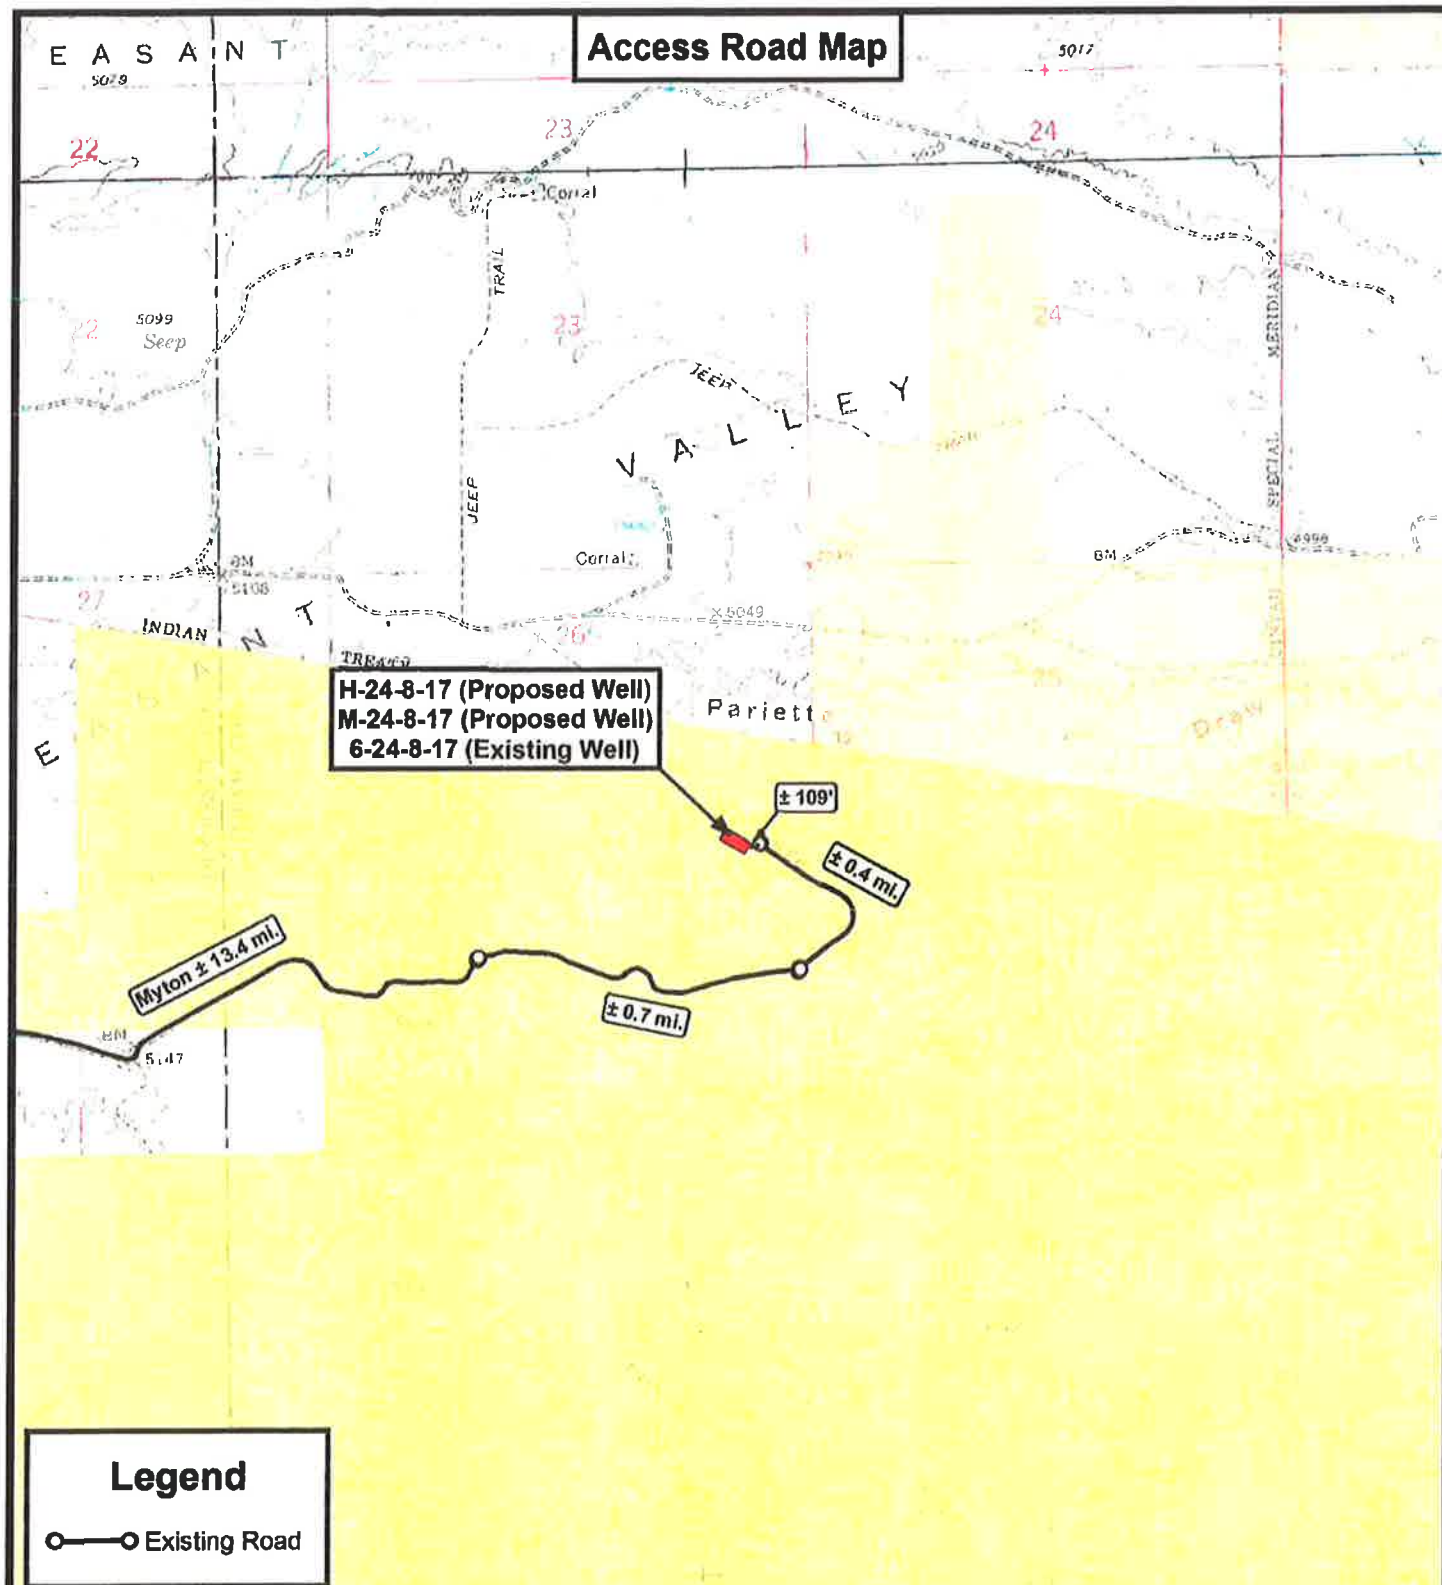 Access Road Map
E A S A N T
5017
22
23
24
Corral
TRAIL
5099
Seep
22
23
24
MERIDIAN
JEEP
V A L L E Y
SPECIAL
JEEP
BM
5108
Corral
BM
4998
27
INDIAN
N T
X 5049
26
TREATY
25
H-24-8-17 (Proposed Well)
M-24-8-17 (Proposed Well)
6-24-8-17 (Existing Well)
Pariett
Draw
E
± 109'
± 0.4 mi.
Myton ± 13.4 mi.
± 0.7 mi.
BM
Legend
Existing Road